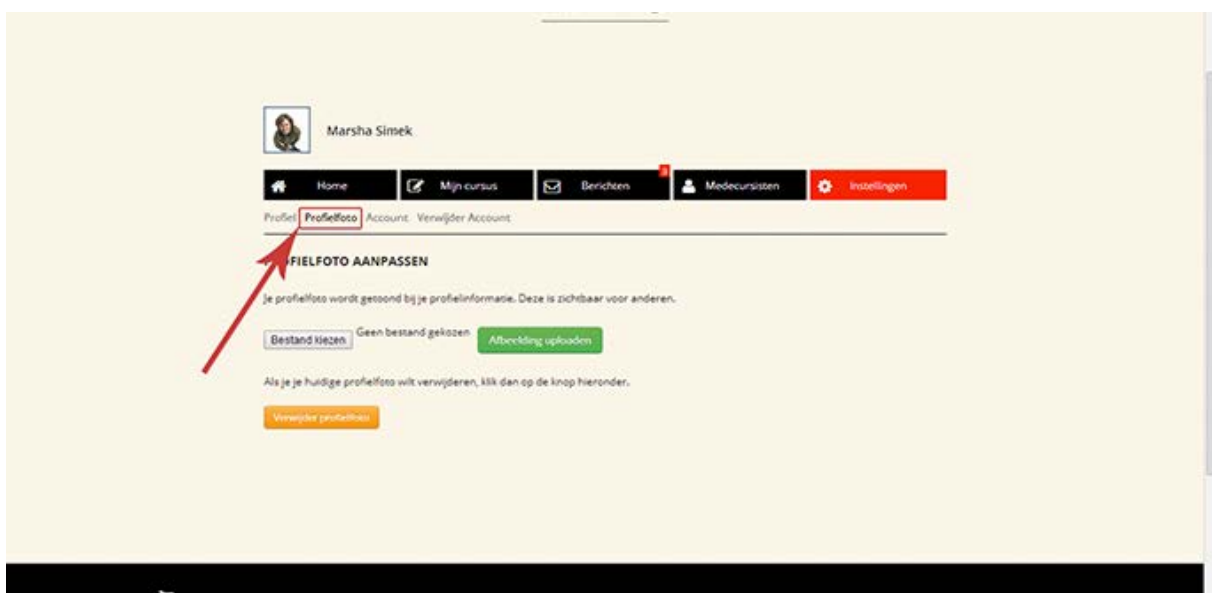 Marsha Simek
Home Mijn cursus Berichten Medecursisten Instellingen
Profiel Profielfoto Account Verwijder Account
FIELFOTO AANPASSEN
Je profielfoto wordt getoond bij je profielinformatie. Deze is zichtbaar voor anderen.
Bestand kiezen Geen bestand gekozen Afbeelding uploaden
Als je je huidige profielfoto wilt verwijderen, klik dan op de knop hieronder.
Verwijder profielfoto